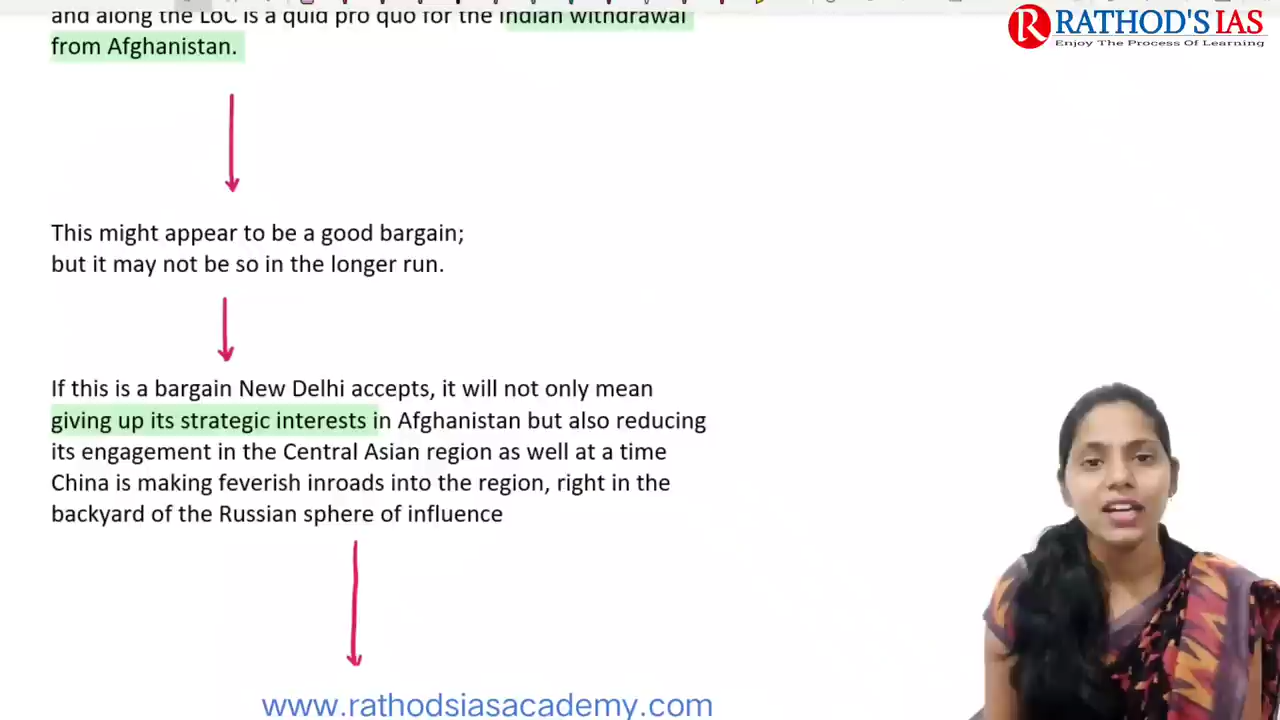 and along the LoC is a quid pro quo for the Indian withdrawal
from Afghanistan.
RATHOD'S IAS
Enjoy The Process Of Learning
This might appear to be a good bargain;
but it may not be so in the longer run.
If this is a bargain New Delhi accepts, it will not only mean
giving up its strategic interests in Afghanistan but also reducing
its engagement in the Central Asian region as well at a time
China is making feverish inroads into the region, right in the
backyard of the Russian sphere of influence
www.rathodsiasacademy.com